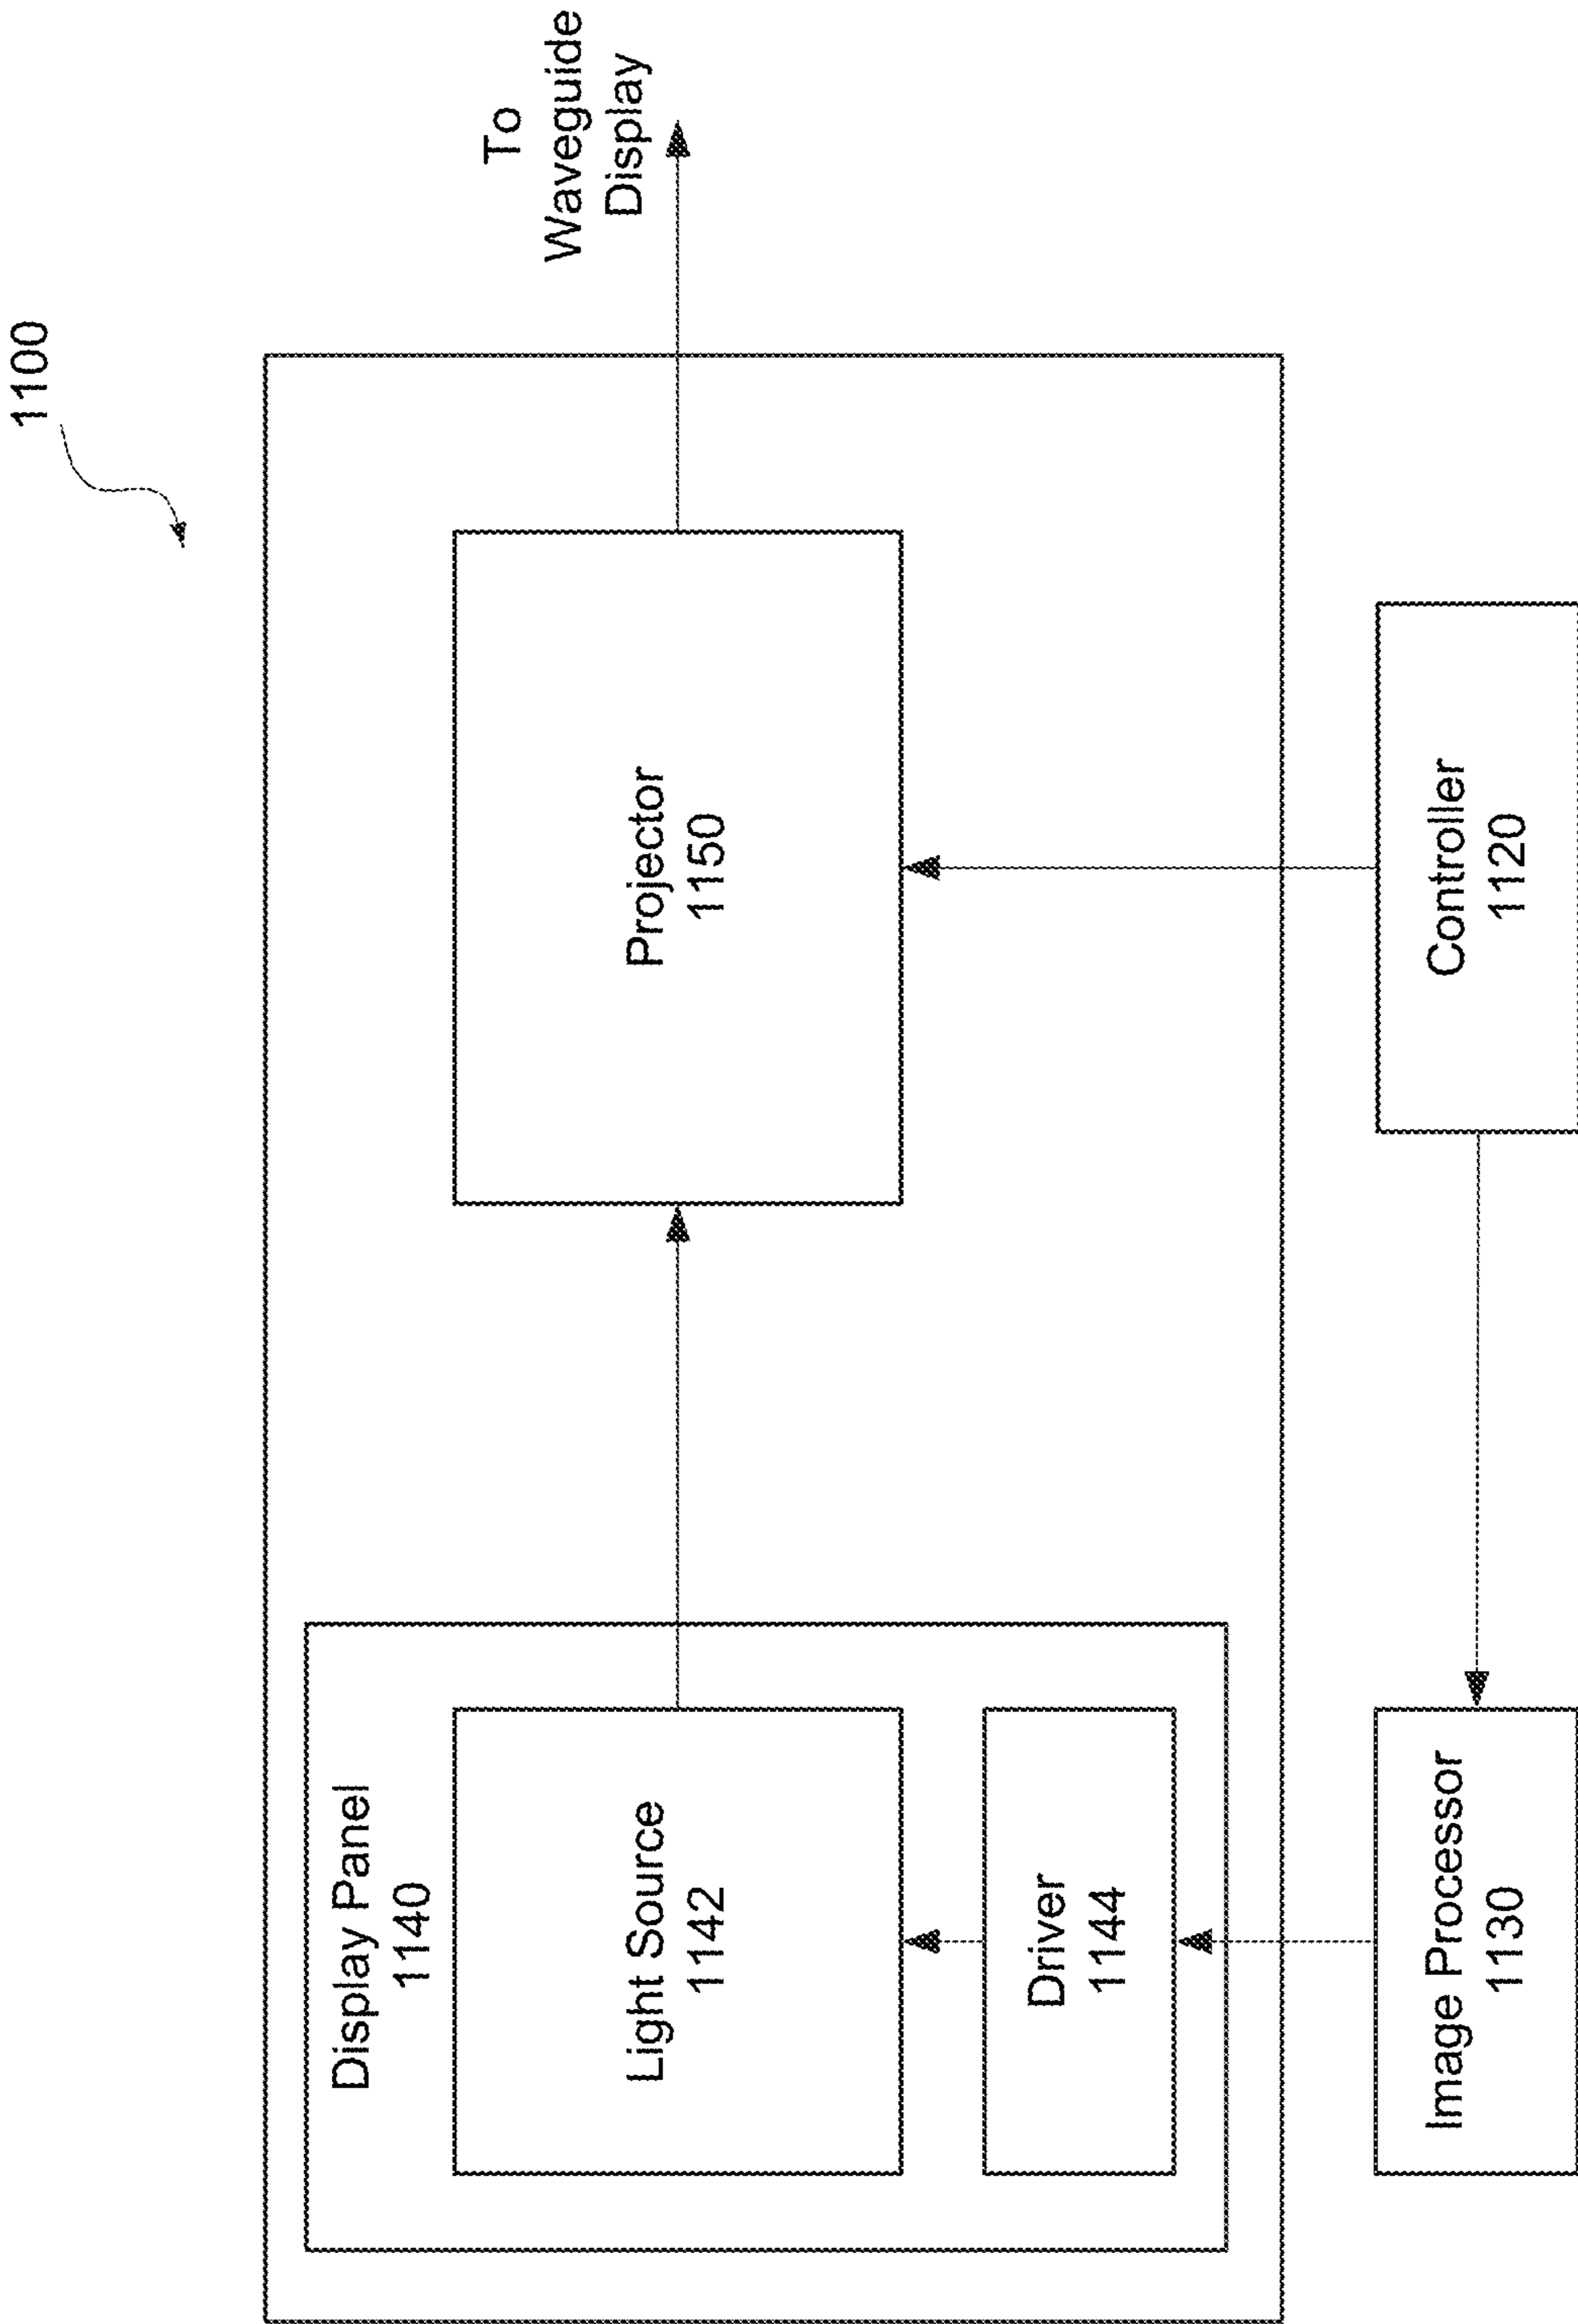 1100
To
Waveguide
Display
Display Panel
1140
Light Source
1142
Projector
1150
Driver
1144
Image Processor
1130
Controller
1120